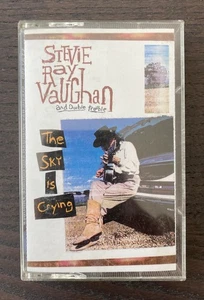 STEVIE
RAY
Vaughan
and Double Trouble
The
SKY
is
Crying